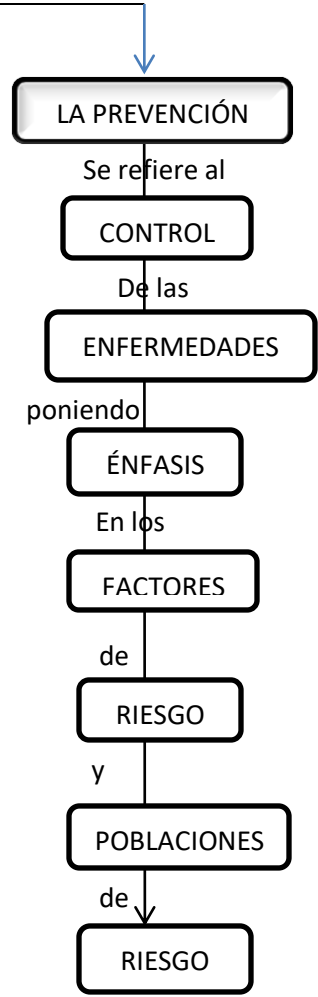 LA PREVENCIÓN
Se refiere al
CONTROL
De las
ENFERMEDADES
poniendo
ÉNFASIS
En los
FACTORES
de
RIESGO
y
POBLACIONES
de
RIESGO